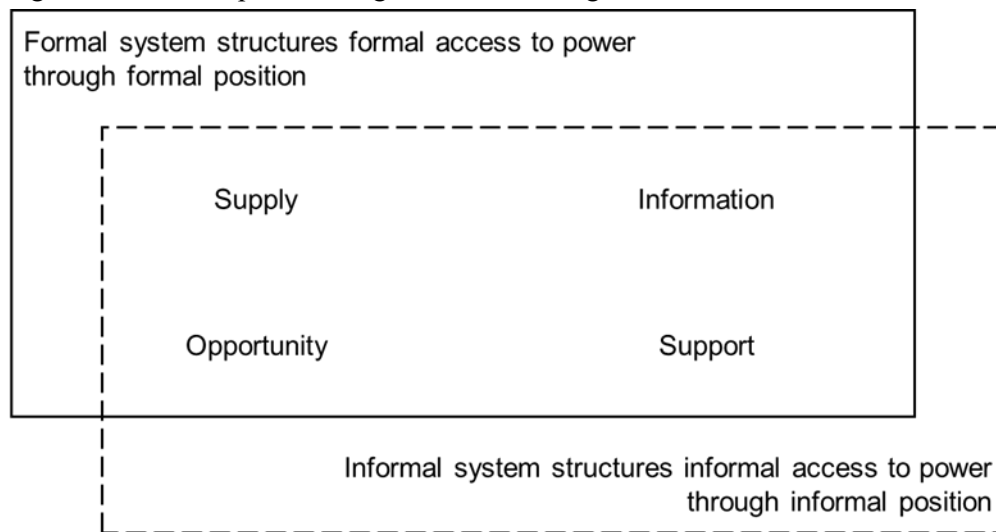 Formal system structures formal access to power
through formal position
Supply Information
Opportunity Support
Informal system structures informal access to power
through informal position